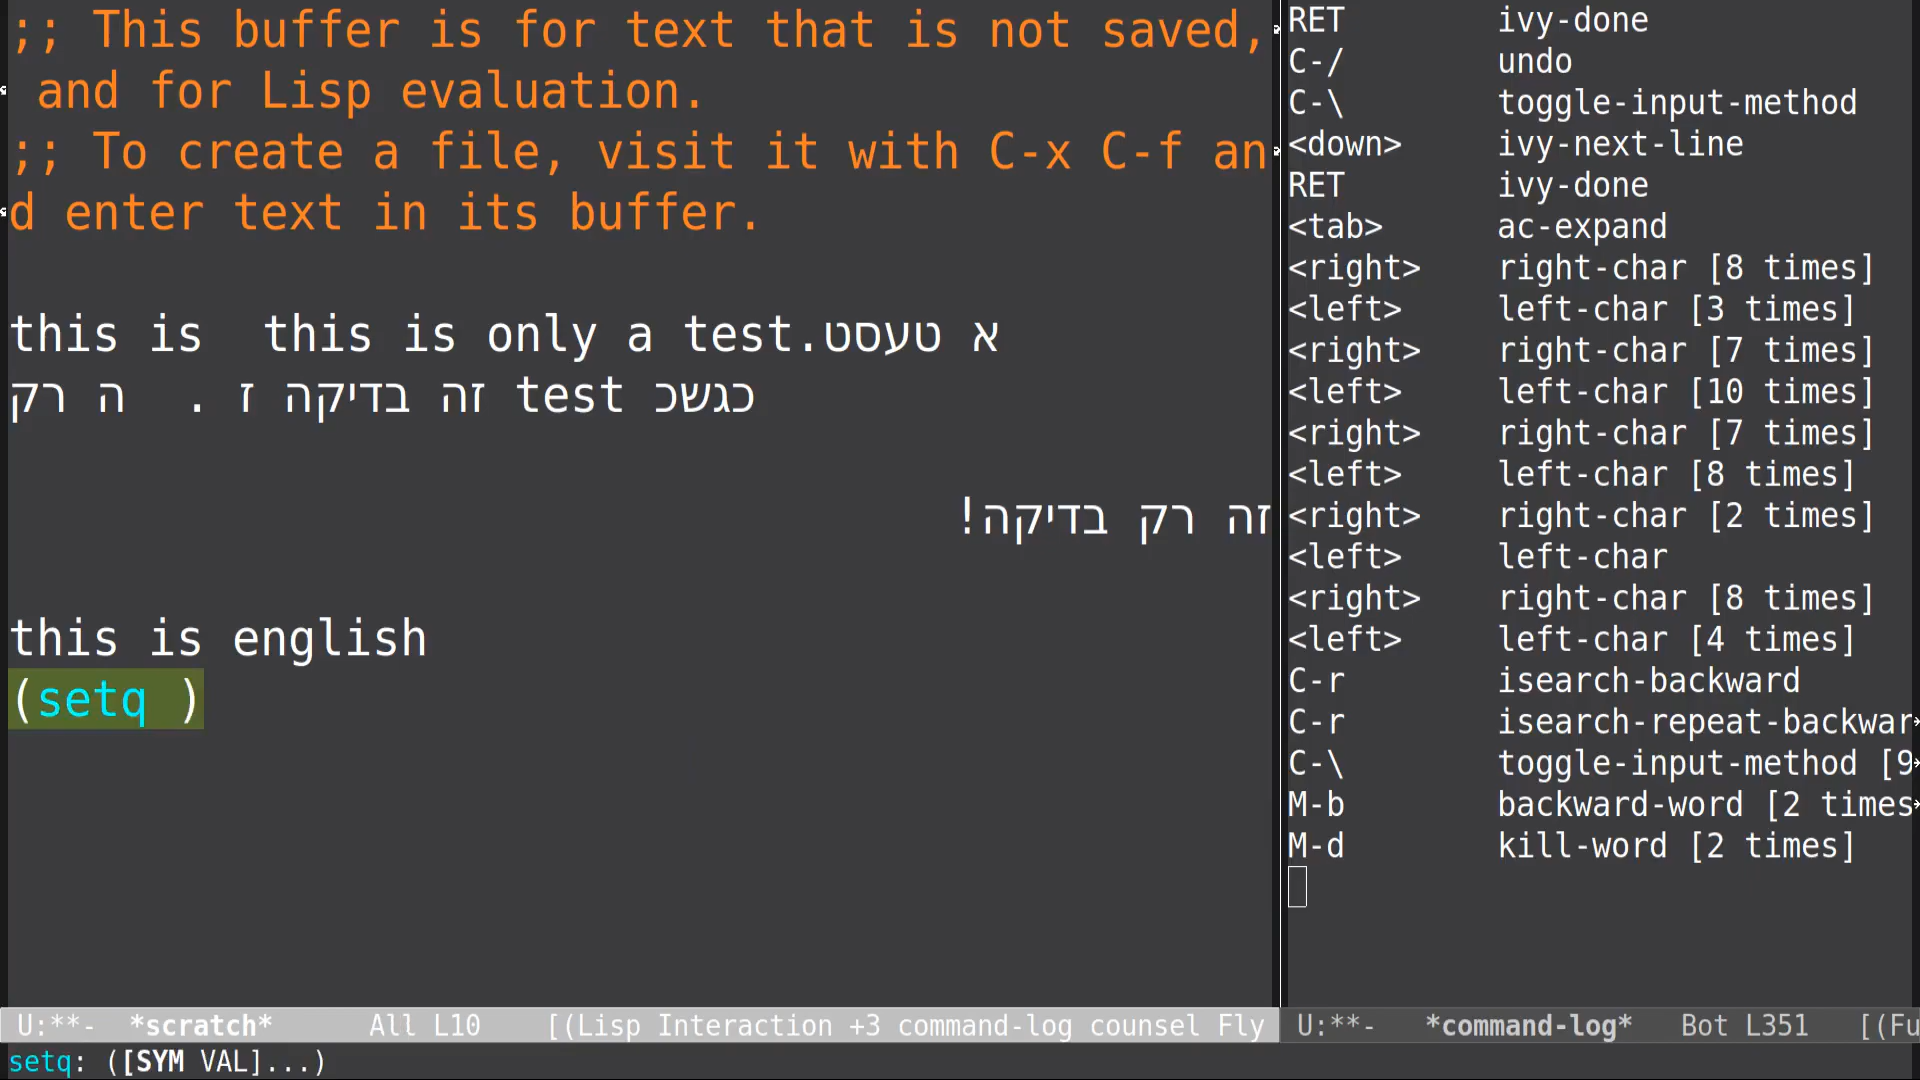 ;; This buffer is for text that is not saved,
 and for Lisp evaluation.
;; To create a file, visit it with C-x C-f an
d enter text in its buffer.
this is  this is only a test.א טעסט
כגשכ test זה בדיקה ז .  ה רק
זה רק בדיקה!
this is english
(setq )
U:**-  *scratch*      All L10    [(Lisp Interaction +3 command-log counsel Fly
setq: ([SYM VAL]...)
RET ivy-done
C-/ undo
C-\ toggle-input-method
<down> ivy-next-line
RET ivy-done
<tab> ac-expand
<right> right-char [8 times]
<left> left-char [3 times]
<right> right-char [7 times]
<left> left-char [10 times]
<right> right-char [7 times]
<left> left-char [8 times]
<right> right-char [2 times]
<left> left-char
<right> right-char [8 times]
<left> left-char [4 times]
C-r isearch-backward
C-r isearch-repeat-backwar
C-\ toggle-input-method [9
M-b backward-word [2 times
M-d kill-word [2 times]
U:**-   *command-log*   Bot L351   [(Fu